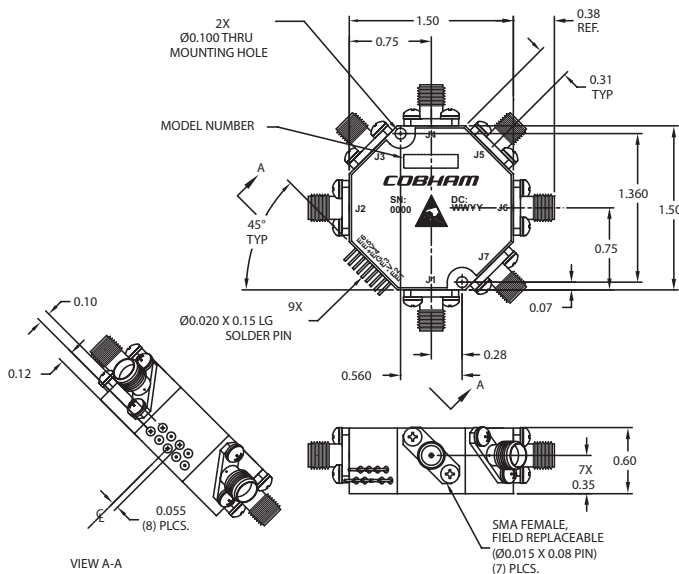 2X
Ø0.100 THRU
MOUNTING HOLE
1.50
0.75
0.38
REF.
0.31
TYP
MODEL NUMBER
J4
J3
J5
A
COBHAM
SN:
0000
DC:
WWYY
J2
J6
45°
TYP
1.360
1.50
0.75
J7
J1
9X
Ø0.020 X 0.15 LG
SOLDER PIN
0.07
0.28
0.560
A
0.10
0.12
0.055
(8) PLCS.
VIEW A-A
0.60
7X
0.35
SMA FEMALE,
FIELD REPLACEABLE
(Ø0.015 X 0.08 PIN)
(7) PLCS.